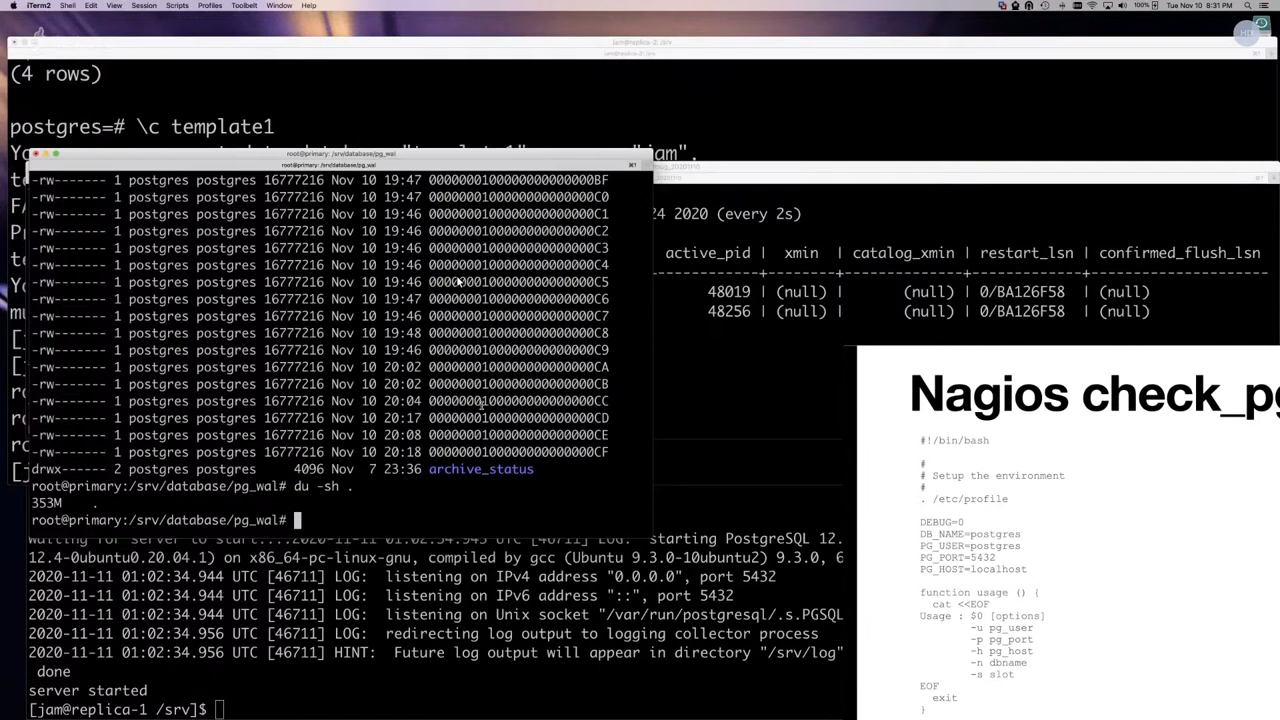 iTerm2 Shell Edit View Session Scripts Profiles Toolbelt Window Help
100% Tue Nov 10 8:31 PM
jam@replica-2: /srv
jam@replica-2: /srv
HD
(4 rows)
postgres=# \c template1
root@primary: /srv/database/pg_wal
root@primary: /srv/database/pg_wal
-rw------- 1 postgres postgres 16777216 Nov 10 19:47 0000000100000000000000BF
-rw------- 1 postgres postgres 16777216 Nov 10 19:47 0000000100000000000000C0
-rw------- 1 postgres postgres 16777216 Nov 10 19:46 0000000100000000000000C1
-rw------- 1 postgres postgres 16777216 Nov 10 19:46 0000000100000000000000C2
-rw------- 1 postgres postgres 16777216 Nov 10 19:46 0000000100000000000000C3
-rw------- 1 postgres postgres 16777216 Nov 10 19:46 0000000100000000000000C4
-rw------- 1 postgres postgres 16777216 Nov 10 19:46 0000000100000000000000C5
-rw------- 1 postgres postgres 16777216 Nov 10 19:47 0000000100000000000000C6
-rw------- 1 postgres postgres 16777216 Nov 10 19:46 0000000100000000000000C7
-rw------- 1 postgres postgres 16777216 Nov 10 19:48 0000000100000000000000C8
-rw------- 1 postgres postgres 16777216 Nov 10 19:46 0000000100000000000000C9
-rw------- 1 postgres postgres 16777216 Nov 10 20:02 0000000100000000000000CA
-rw------- 1 postgres postgres 16777216 Nov 10 20:02 0000000100000000000000CB
-rw------- 1 postgres postgres 16777216 Nov 10 20:04 0000000100000000000000CC
-rw------- 1 postgres postgres 16777216 Nov 10 20:17 0000000100000000000000CD
-rw------- 1 postgres postgres 16777216 Nov 10 20:08 0000000100000000000000CE
-rw------- 1 postgres postgres 16777216 Nov 10 20:18 0000000100000000000000CF
drwx------ 2 postgres postgres 4096 Nov 7 23:36 archive_status
root@primary:/srv/database/pg_wal# du -sh .
353M .
root@primary:/srv/database/pg_wal#
24 2020 (every 2s)
active_pid | xmin | catalog_xmin | restart_lsn | confirmed_flush_lsn
48019 | (null) | (null) | 0/BA126F58 | (null)
48256 | (null) | (null) | 0/BA126F58 | (null)
12.4-0ubuntu0.20.04.1) on x86_64-pc-linux-gnu, compiled by gcc (Ubuntu 9.3.0-10ubuntu2) 9.3.0, 6
2020-11-11 01:02:34.944 UTC [46711] LOG: listening on IPv4 address "0.0.0.0", port 5432
2020-11-11 01:02:34.944 UTC [46711] LOG: listening on IPv6 address "::", port 5432
2020-11-11 01:02:34.944 UTC [46711] LOG: listening on Unix socket "/var/run/postgresql/.s.PGSQL
2020-11-11 01:02:34.956 UTC [46711] LOG: redirecting log output to logging collector process
2020-11-11 01:02:34.956 UTC [46711] HINT: Future log output will appear in directory "/srv/log"
done
server started
[jam@replica-1 /srv]$
Nagios check_pg
#!/bin/bash
#
# Setup the environment
#
. /etc/profile
DEBUG=0
DB_NAME=postgres
PG_USER=postgres
PG_PORT=5432
PG_HOST=localhost
function usage () {
cat <<EOF
Usage : $0 [options]
-u pg_user
-p pg_port
-h pg_host
-n dbname
-s slot
EOF
exit
}